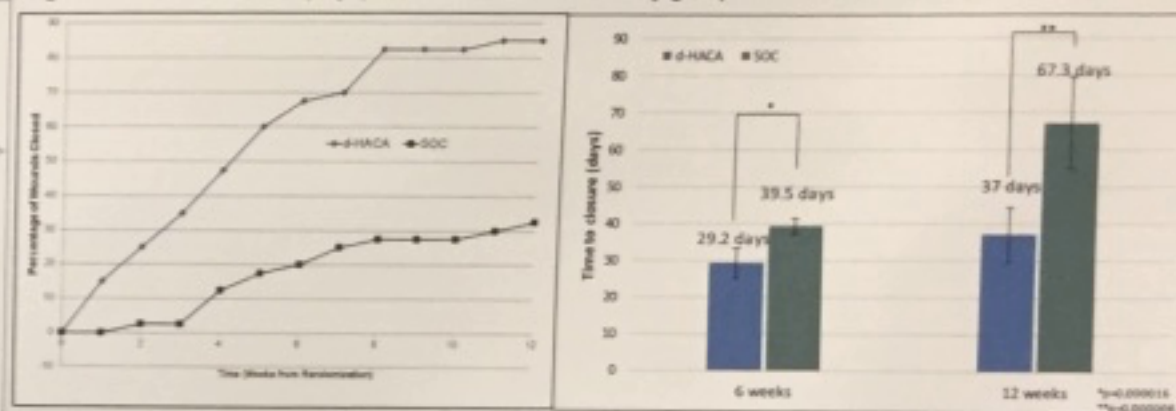 Percentage of Wounds Closed
d-HACA SOC
0 2 4 6 8 10 12
Time (Weeks from Randomization)
d-HACA SOC
Time to closure (days)
90
80
70
60
50
40
30
20
10
0
29.2 days
*
39.5 days
37 days
**
67.3 days
6 weeks
12 weeks